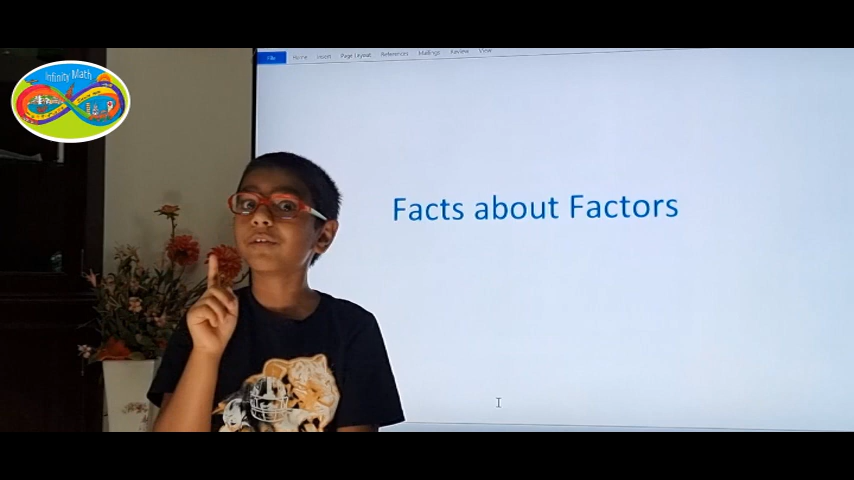 Infinity Math
File Home Insert Page Layout References Mailings Review View
Facts about Factors